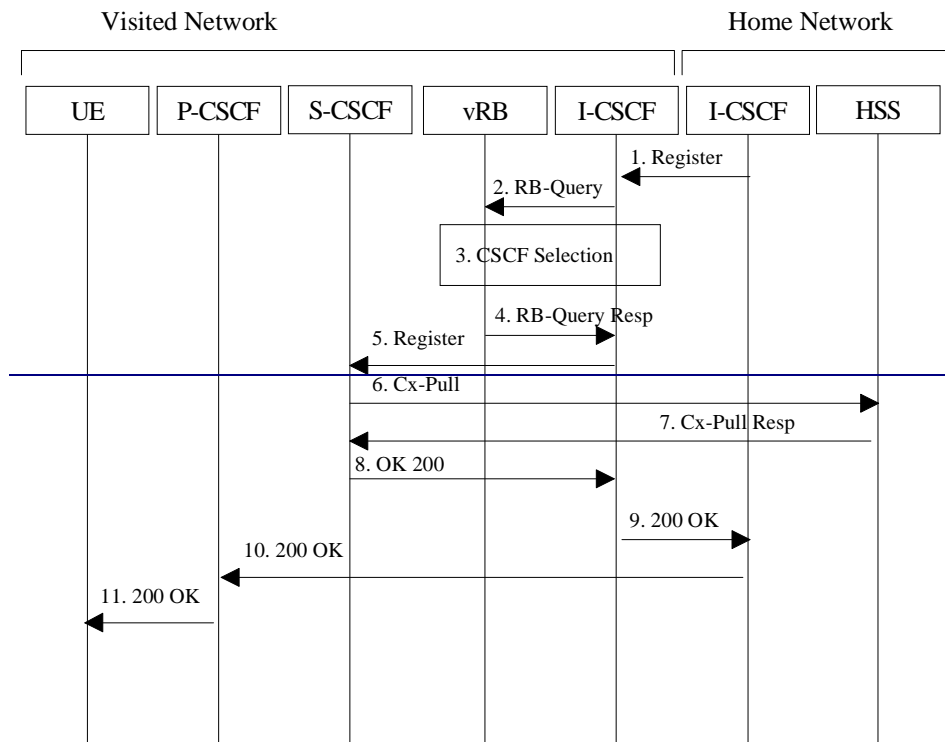 Visited Network
Home Network
UE
P-CSCF
S-CSCF
vRB
I-CSCF
I-CSCF
HSS
1. Register
2. RB-Query
3. CSCF Selection
4. RB-Query Resp
5. Register
6. Cx-Pull
7. Cx-Pull Resp
8. OK 200
9. 200 OK
10. 200 OK
11. 200 OK